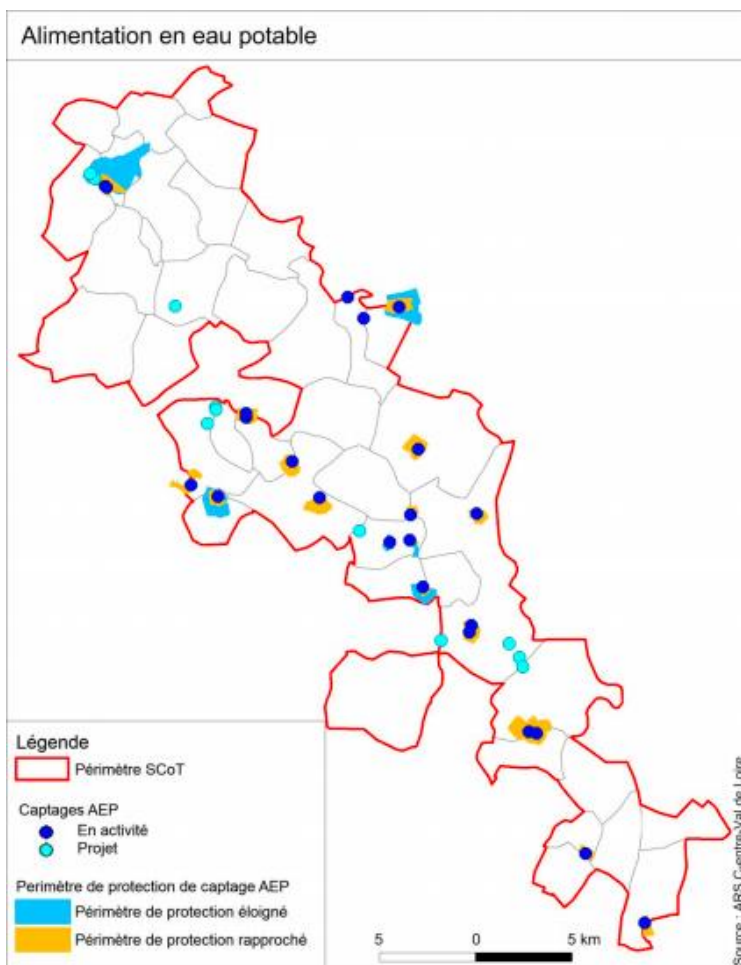 Alimentation en eau potable
Légende
Périmètre SCoT
Captages AEP
En activité
Projet
Perimètre de protection de captage AEP
Périmètre de protection éloigné
Périmètre de protection rapproché
5 0 5 km
Source : ARS C-entre-Val de Loire